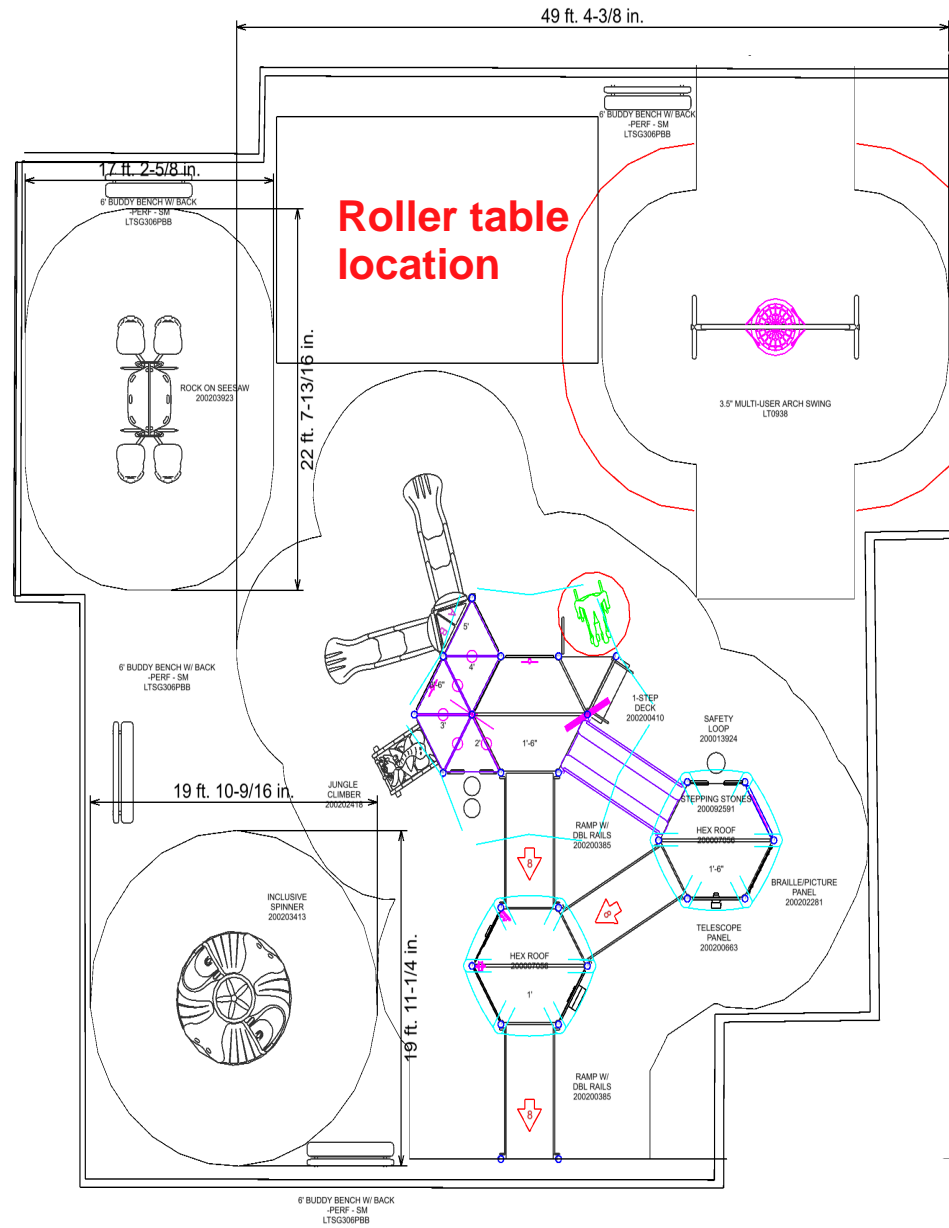 49 ft. 4-3/8 in.
6' BUDDY BENCH W/ BACK
-PERF - SM
LTSG306PBB
17 ft. 2-5/8 in.
6' BUDDY BENCH W/ BACK
-PERF - SM
LTSG306PBB
Roller table
location
22 ft. 7-13/16 in.
ROCK ON SEESAW
200203923
3.5" MULTI-USER ARCH SWING
LT0938
A
B
5'
4'
3'
2'
1'-6"
6' BUDDY BENCH W/ BACK
-PERF - SM
LTSG306PBB
1-STEP
DECK
200200410
SAFETY
LOOP
200013924
JUNGLE
CLIMBER
200202418
19 ft. 10-9/16 in.
STEPPING STONES
200092591
HEX ROOF
200007056
1'-6"
RAMP W/
DBL RAILS
200200385
8
8
BRAILLE/PICTURE
PANEL
200202281
TELESCOPE
PANEL
200200663
INCLUSIVE
SPINNER
200203413
19 ft. 11-1/4 in.
HEX ROOF
200007056
1'
RAMP W/
DBL RAILS
200200385
8
6' BUDDY BENCH W/ BACK
-PERF - SM
LTSG306PBB